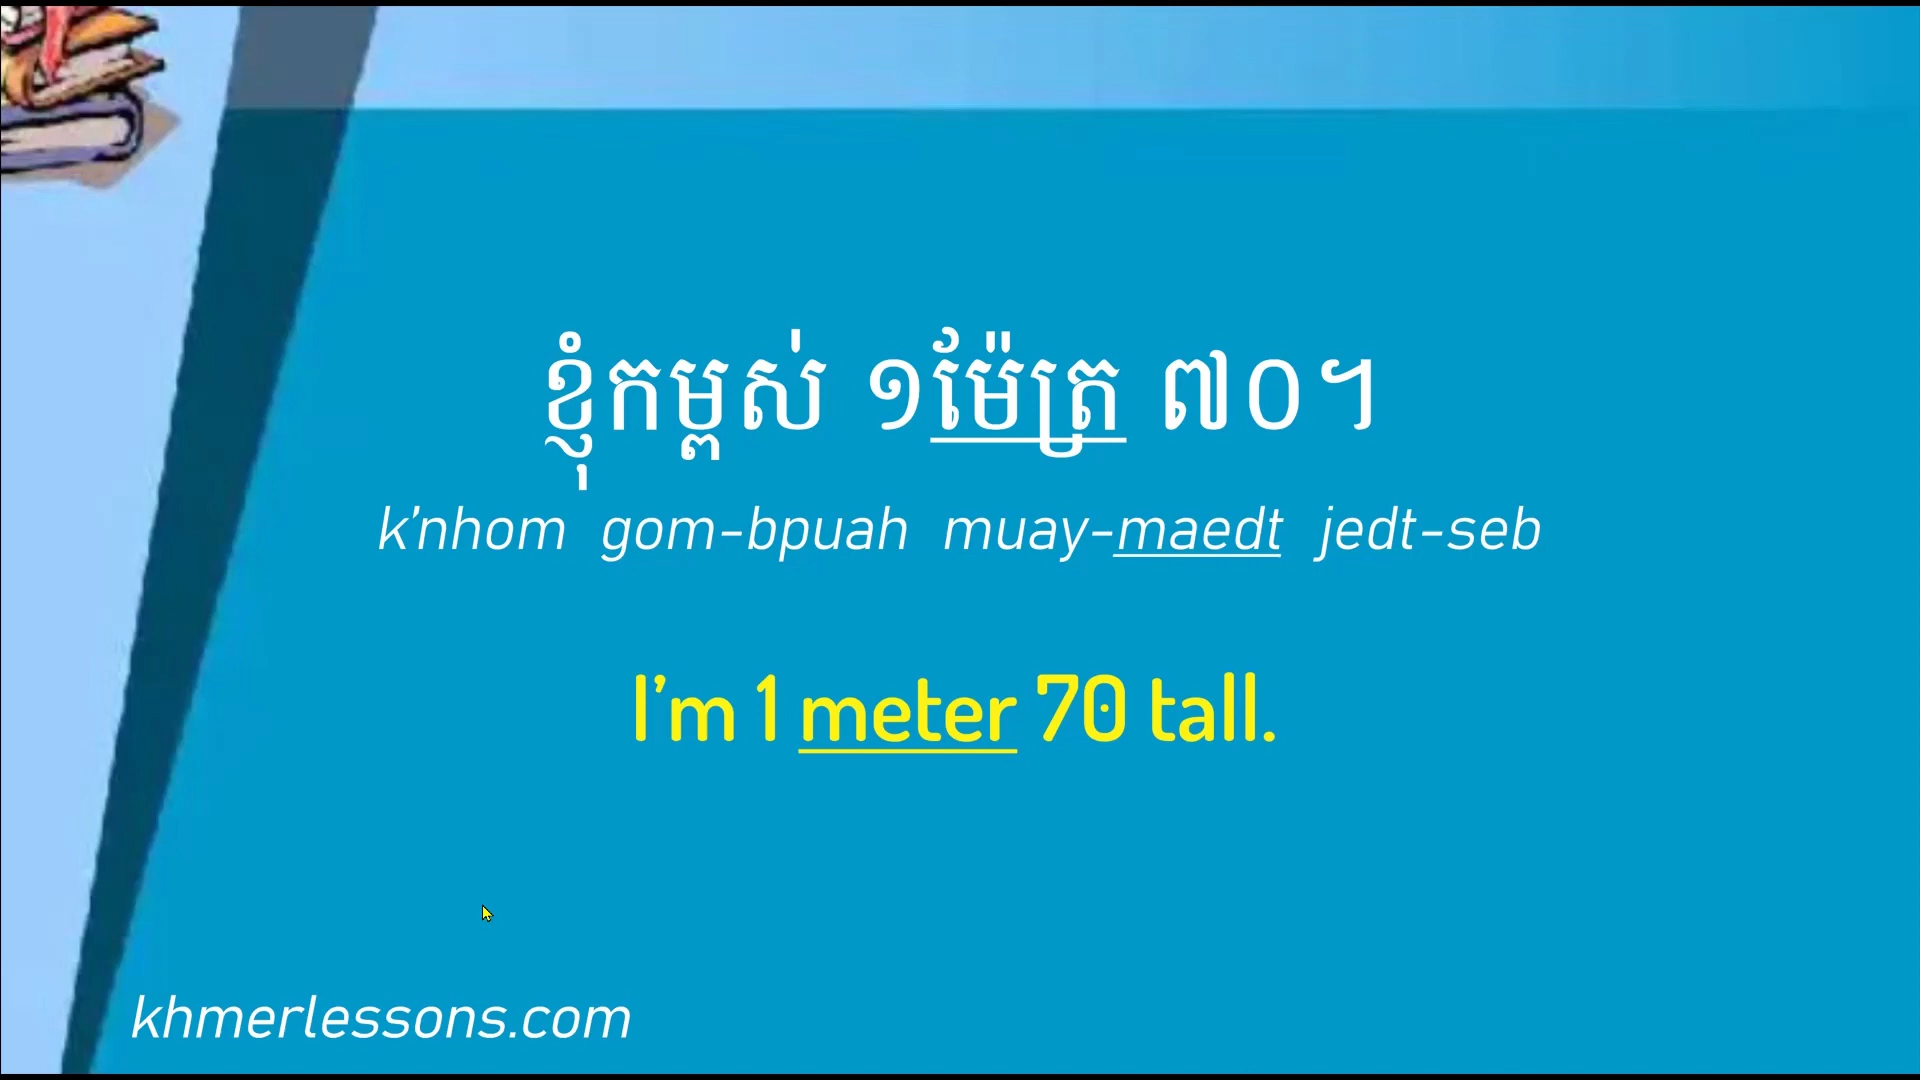 ខ្ញុំកម្ពស់ ១ម៉ែត្រ ៧០។
k'nhom gom-bpuah muay-maedt jedt-seb
I'm 1 meter 70 tall.
khmerlessons.com